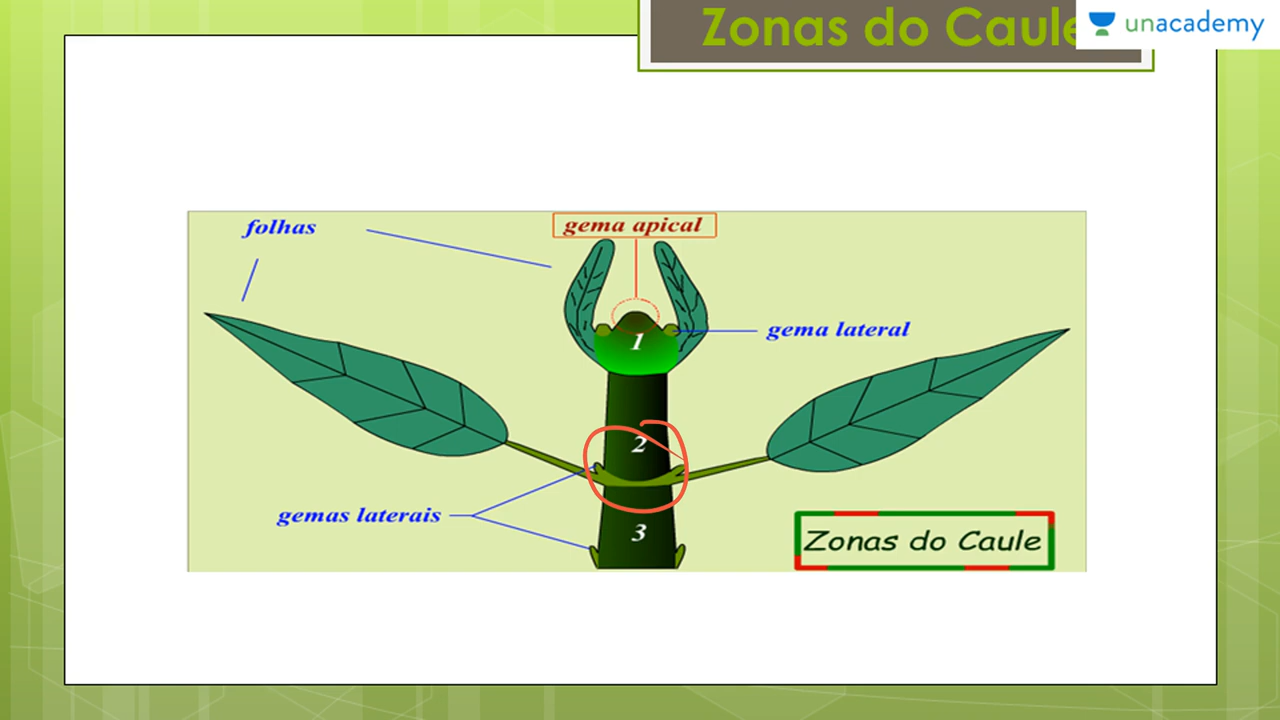 Zonas do Caule
unacademy
folhas
gema apical
1
gema lateral
2
gemas laterais
3
Zonas do Caule